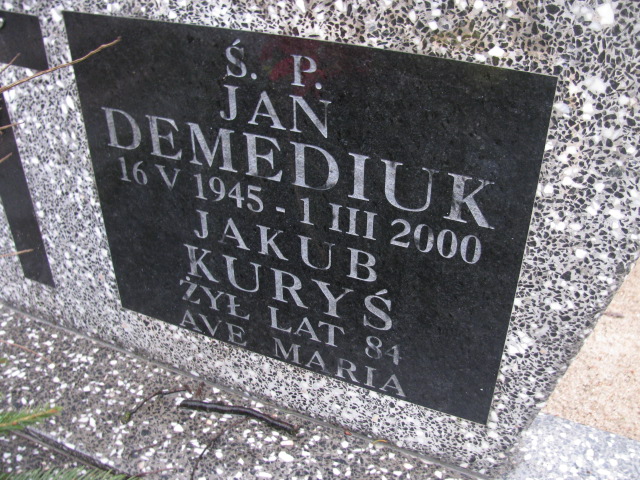 Ś. P.
JAN
DEMEDIUK
16 V 1945 - 1 III 2000
JAKUB
KURYŚ
ŻYŁ LAT 84
AVE MARIA